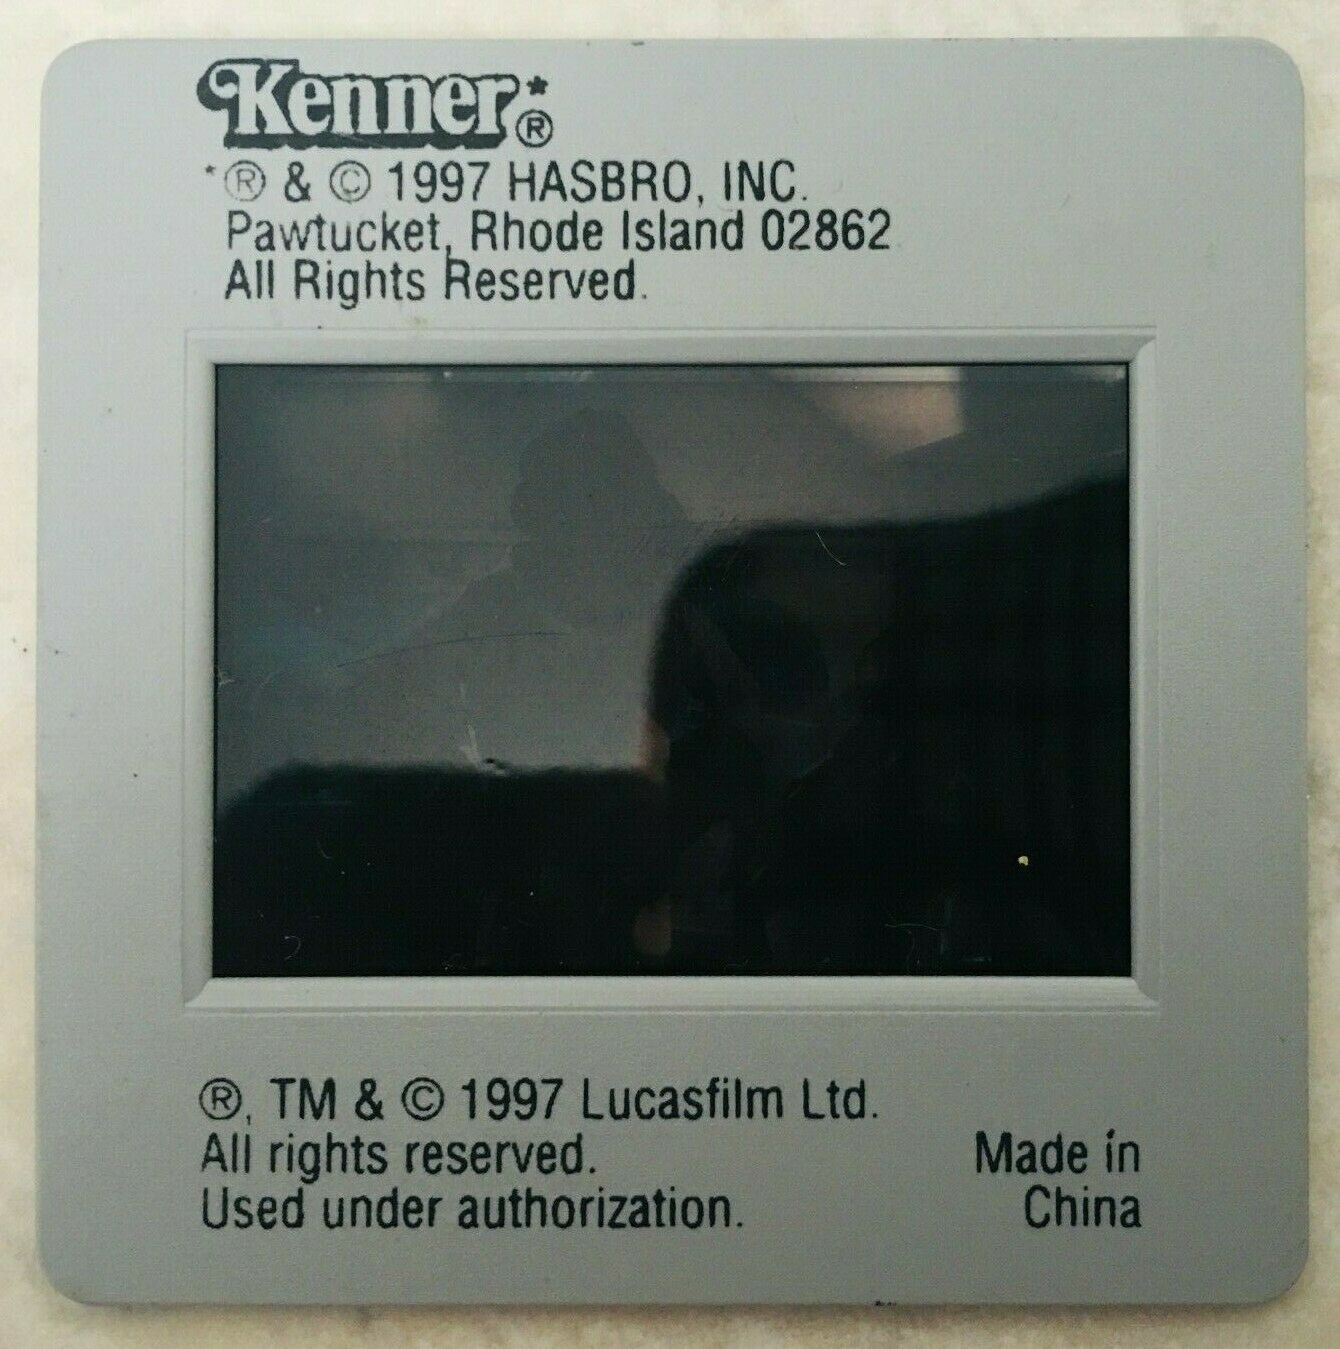 Kenner*®
*® & © 1997 HASBRO, INC.
Pawtucket, Rhode Island 02862
All Rights Reserved.
®, TM & © 1997 Lucasfilm Ltd.
All rights reserved.
Used under authorization.
Made in
China